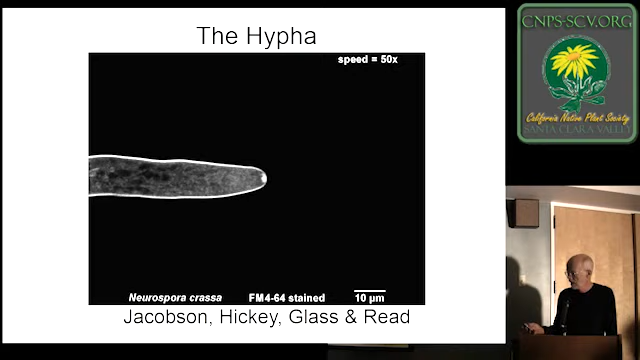 The Hypha
speed = 50x
Neurospora crassa FM4-64 stained 10 µm
Jacobson, Hickey, Glass & Read
CNPS-SCV.ORG
California Native Plant Society
SANTA CLARA VALLEY